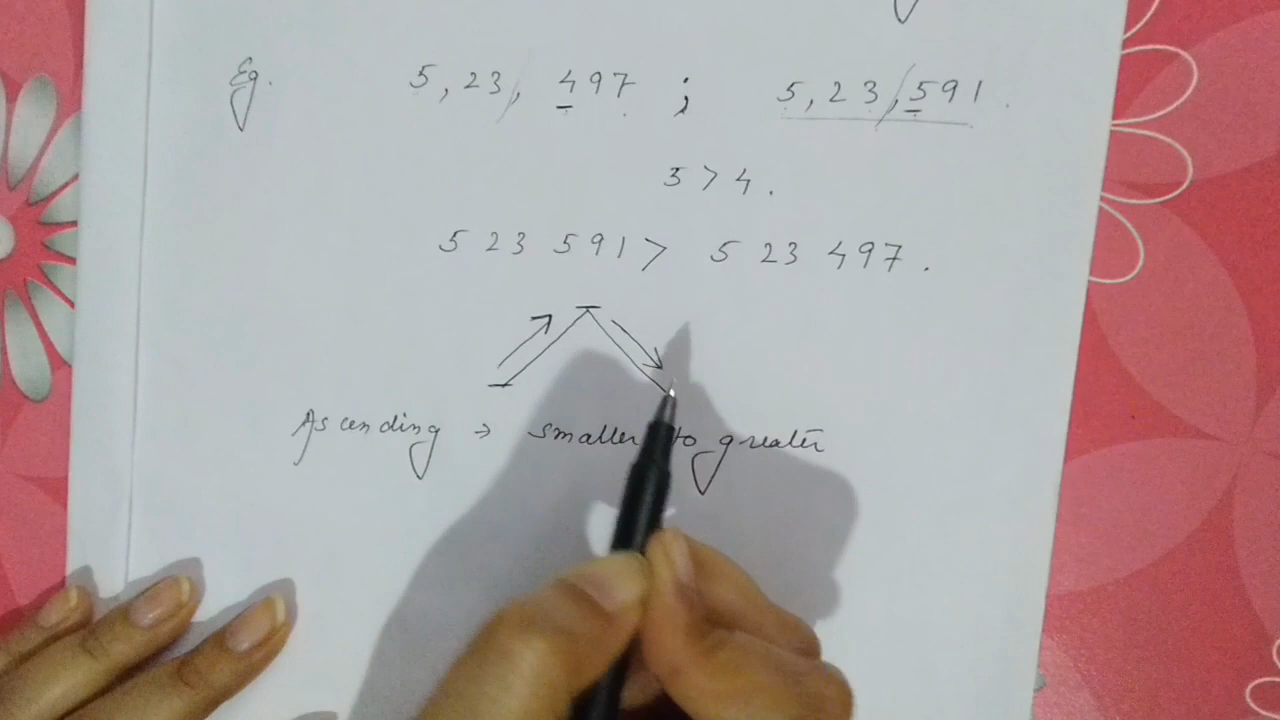 Eg. 5,23, 497 ; 5,23,591.
5 > 4.
5 23 591 > 5 23 497.
Ascending → smaller to greater